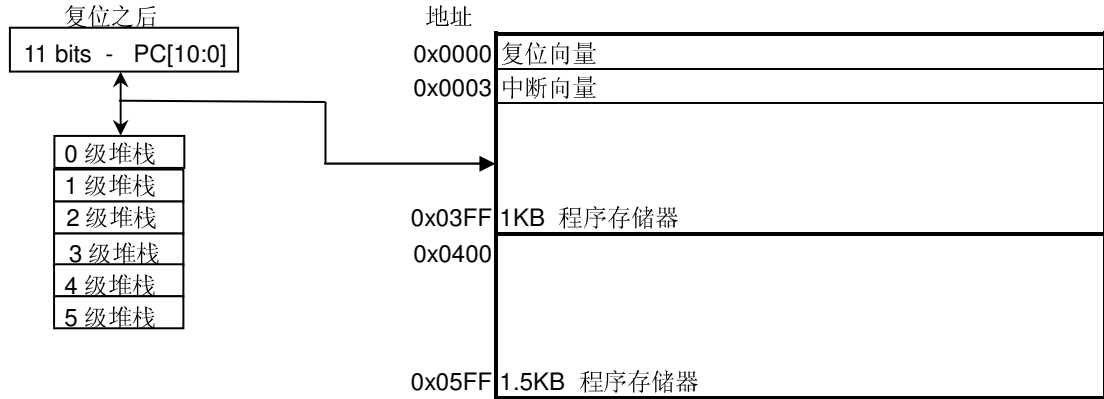 复位之后
11 bits - PC[10:0]
0 级堆栈
1 级堆栈
2 级堆栈
3 级堆栈
4 级堆栈
5 级堆栈
地址
0x0000 复位向量
0x0003 中断向量
0x03FF 1KB 程序存储器
0x0400
0x05FF 1.5KB 程序存储器